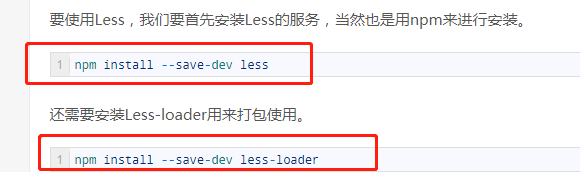 要使用Less，我们要首先安装Less的服务，当然也是用npm来进行安装。
1 npm install --save-dev less
还需要安装Less-loader用来打包使用。
1 npm install --save-dev less-loader